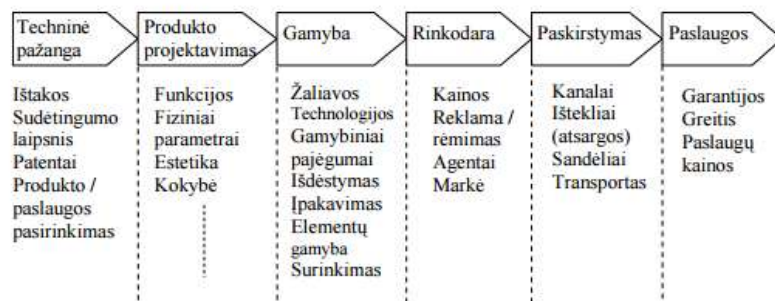 Techninė
pažanga
Produkto
projektavimas
Gamyba
Rinkodara
Paskirstymas
Paslaugos
Ištakos
Sudėtingumo
laipsnis
Patentai
Produkto /
paslaugos
pasirinkimas
Funkcijos
Fiziniai
parametrai
Estetika
Kokybė
Žaliavos
Technologijos
Gamybiniai
pajėgumai
Išdėstymas
Įpakavimas
Elementų
gamyba
Surinkimas
Kainos
Reklama /
rėmimas
Agentai
Markė
Kanalai
Ištekliai
(atsargos)
Sandėliai
Transportas
Garantijos
Greitis
Paslaugų
kainos